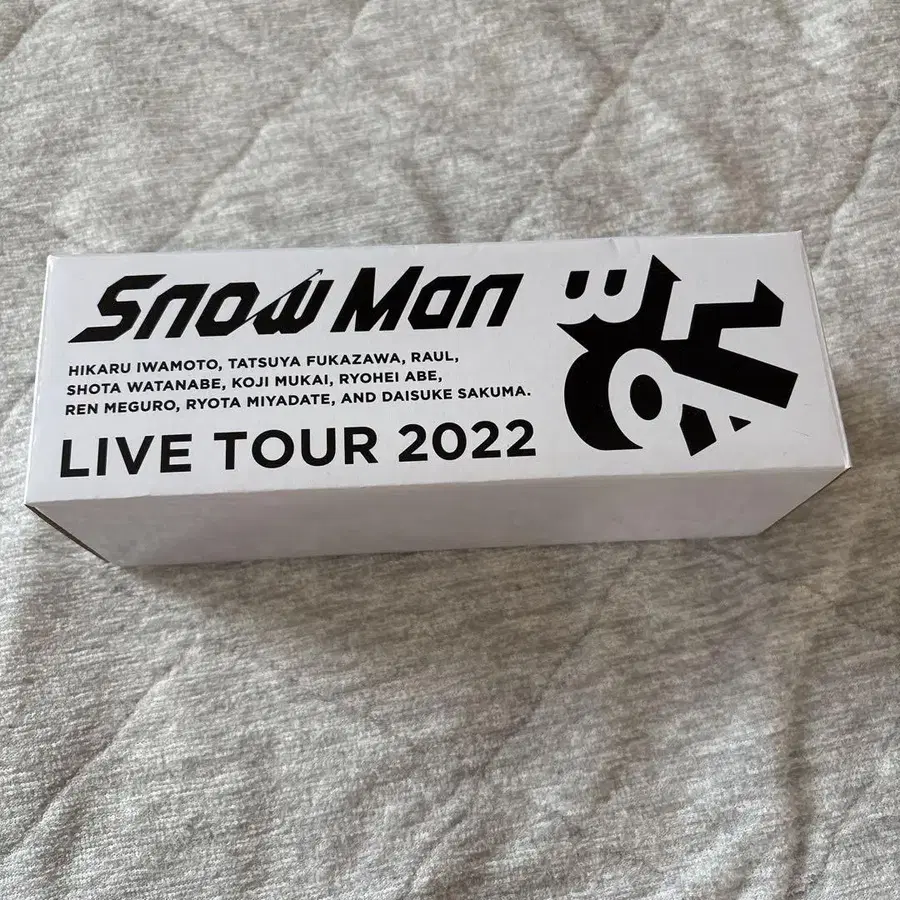 Snow Man
HIKARU IWAMOTO, TATSUYA FUKAZAWA, RAUL,
SHOTA WATANABE, KOJI MUKAI, RYOHEI ABE,
REN MEGURO, RYOTA MIYADATE, AND DAISUKE SAKUMA.
LIVE TOUR 2022